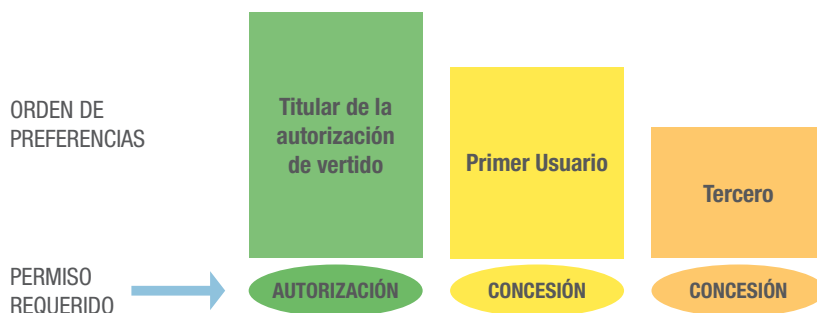 ORDEN DE
PREFERENCIAS
Titular de la
autorización
de vertido
Primer Usuario
Tercero
PERMISO
REQUERIDO
AUTORIZACIÓN
CONCESIÓN
CONCESIÓN